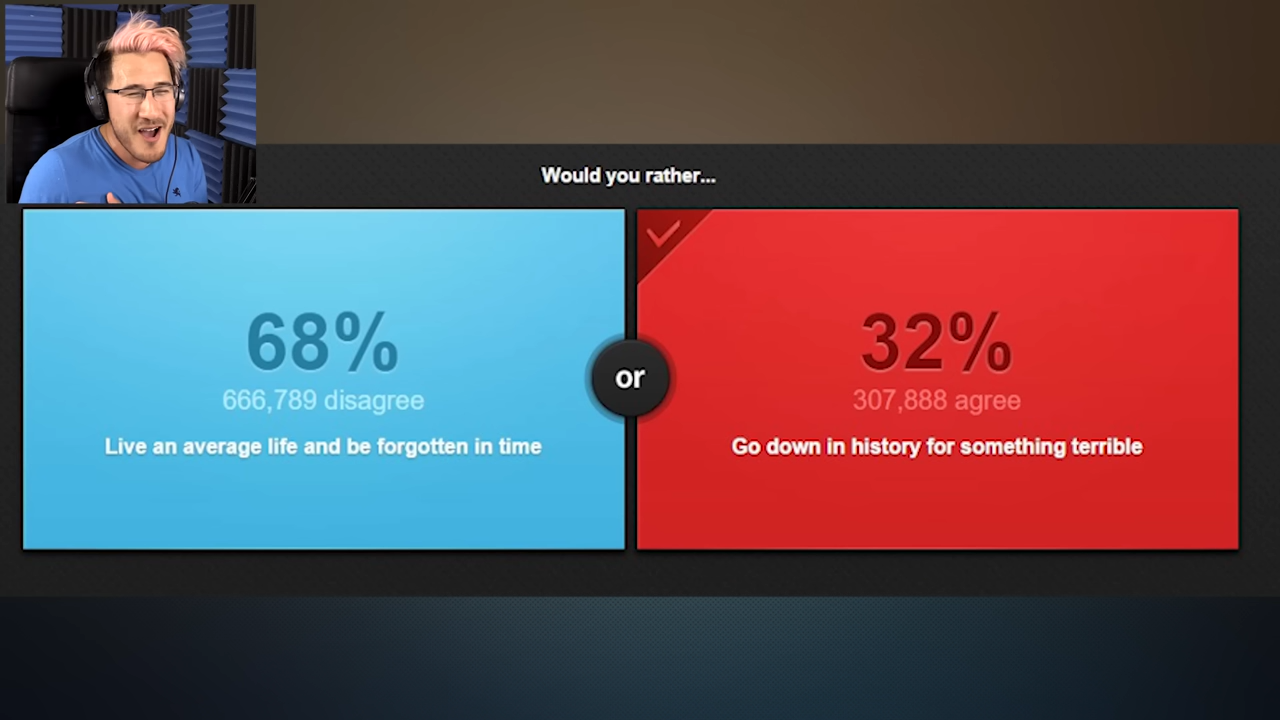 Would you rather...
68%
666,789 disagree
Live an average life and be forgotten in time
or
32%
307,888 agree
Go down in history for something terrible